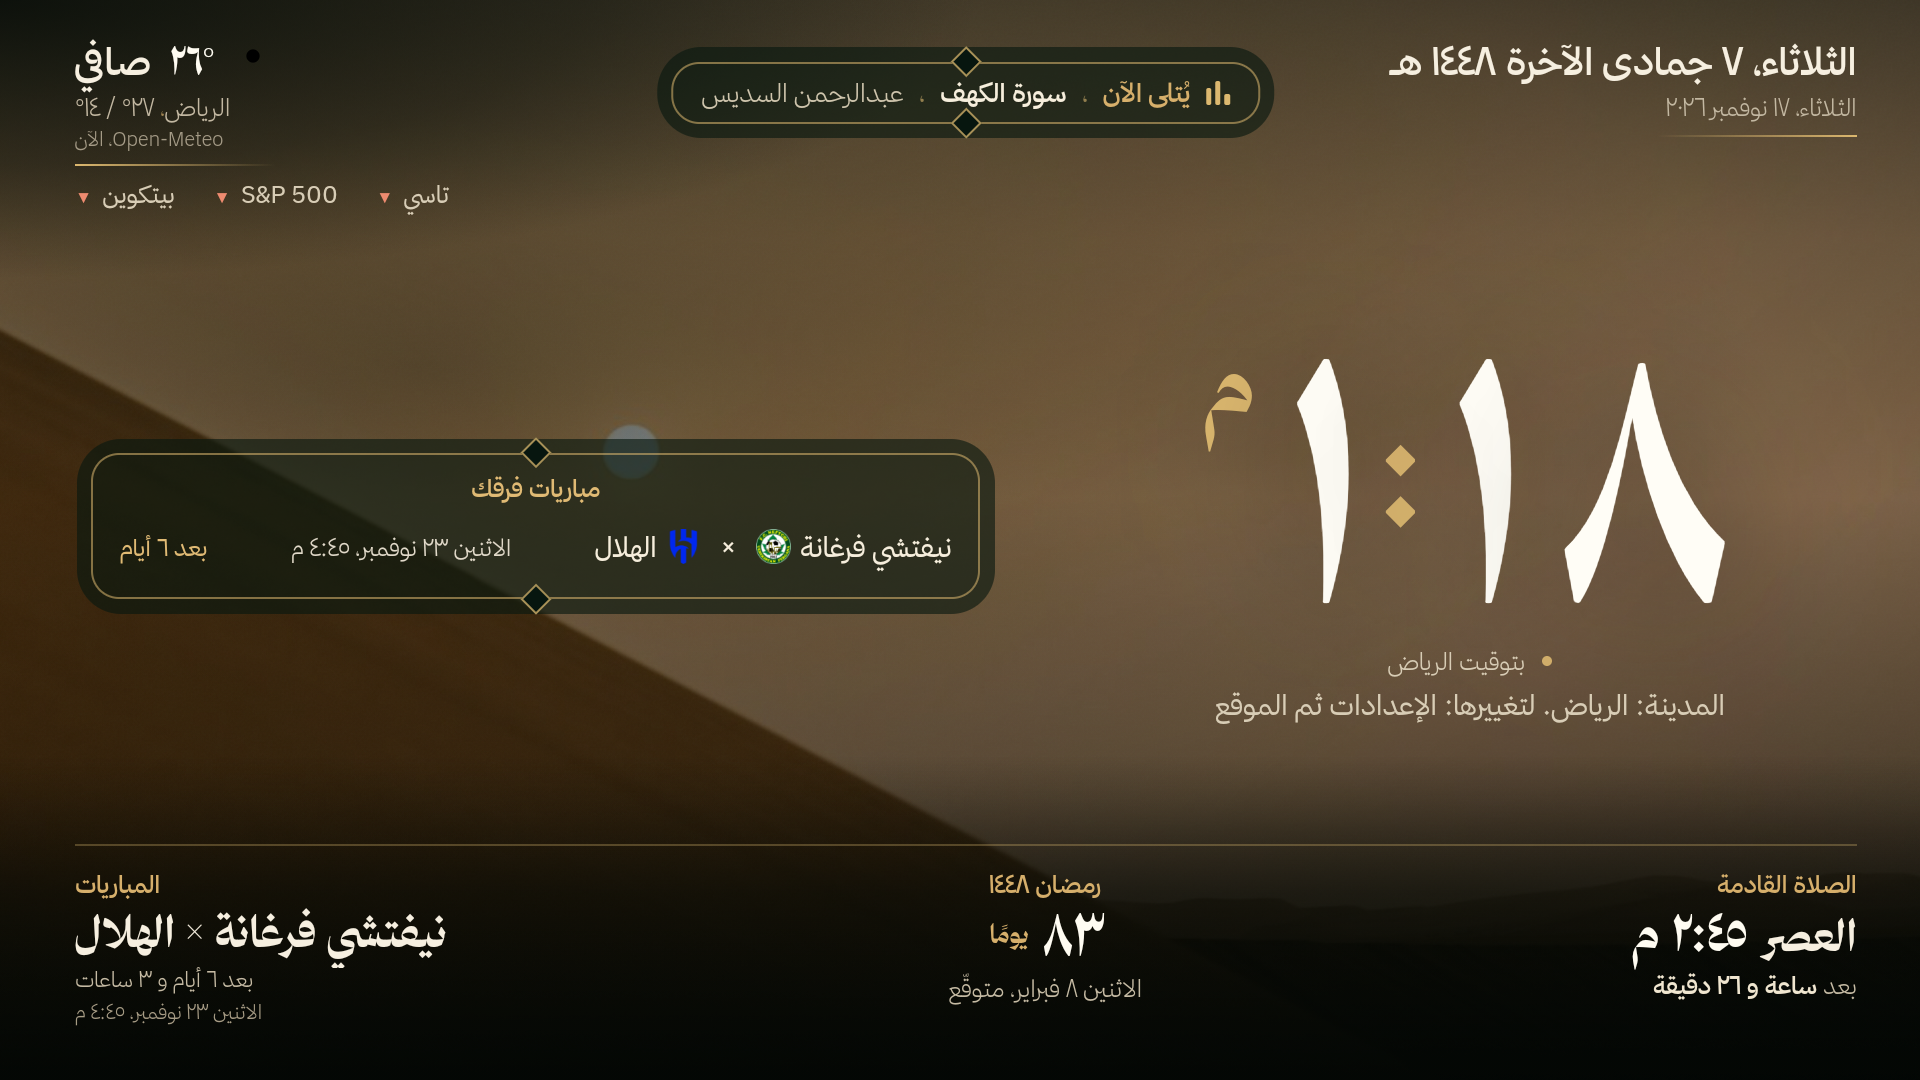 الثلاثاء، ٧ جمادى الآخرة ١٤٤٨ هـ
الثلاثاء، ١٧ نوفمبر ٢٠٢٦
يُتلى الآن ، سورة الكهف ، عبدالرحمن السديس
٢٦° صافي
الرياض، ٢٧° / ١٤°
Open-Meteo، الآن
تاسي ▼ S&P 500 ▼ بيتكوين ▼
١:١٨ م
بتوقيت الرياض
المدينة: الرياض. لتغييرها: الإعدادات ثم الموقع
مباريات فرقك
نيفتشي فرغانة × الهلال الاثنين ٢٣ نوفمبر، ٤:٤٥ م بعد ٦ أيام
الصلاة القادمة
العصر ٢:٤٥ م
بعد ساعة و ٢٦ دقيقة
رمضان ١٤٤٨
٨٣ يومًا
الاثنين ٨ فبراير، متوقّع
المباريات
نيفتشي فرغانة × الهلال
بعد ٦ أيام و ٣ ساعات
الاثنين ٢٣ نوفمبر، ٤:٤٥ م